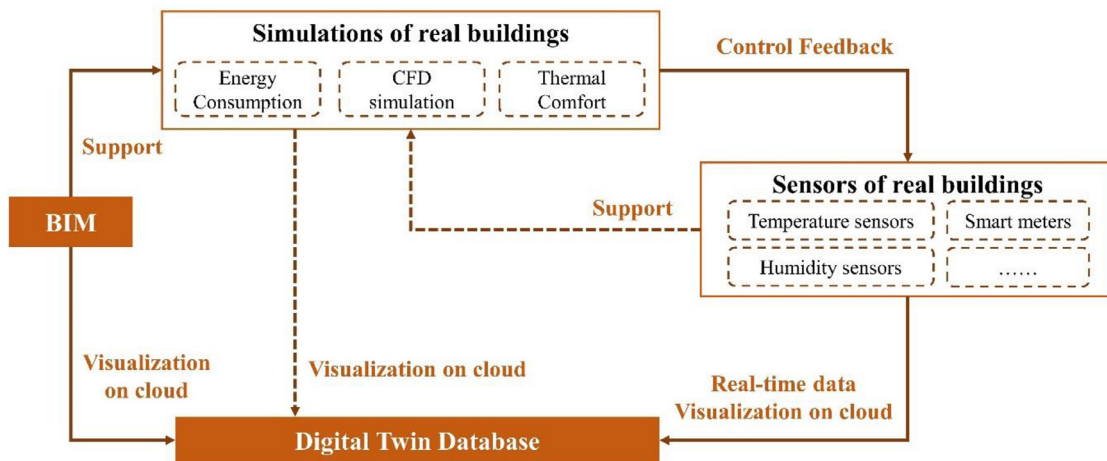 Simulations of real buildings
Energy
Consumption
CFD
simulation
Thermal
Comfort
Control Feedback
Support
BIM
Support
Sensors of real buildings
Temperature sensors
Smart meters
Humidity sensors
......
Visualization
on cloud
Visualization on cloud
Real-time data
Visualization on cloud
Digital Twin Database